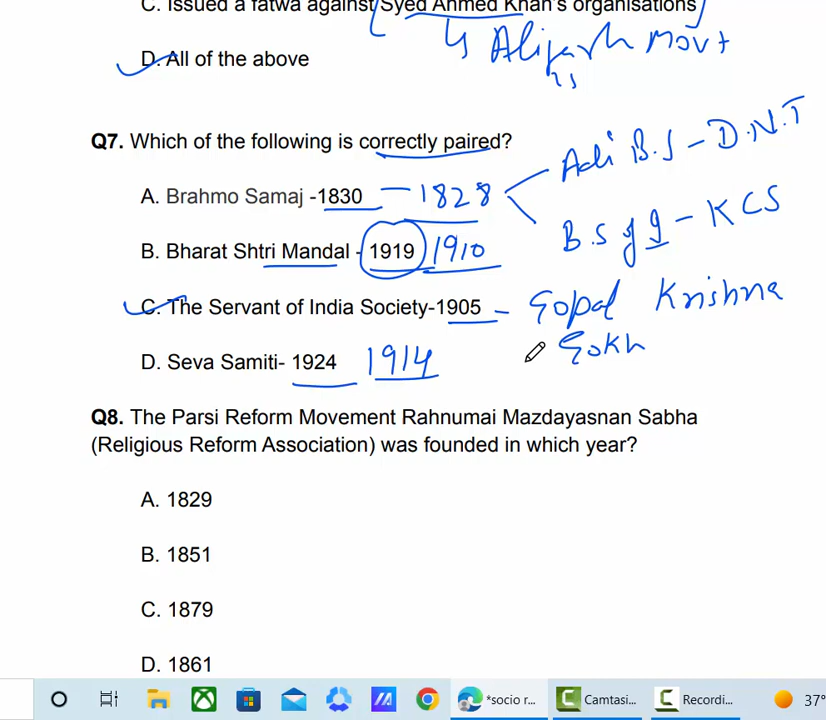 C. Issued a fatwa against Syed Ahmed Khan's organisations
Aligarh Movt
D. All of the above
Q7. Which of the following is correctly paired?
Adi B.S - D.N.T
A. Brahmo Samaj -1830 - 1828
B.S of I - KCS
B. Bharat Shtri Mandal - 1919 1910
C. The Servant of India Society-1905 - Gopal Krishna
Gokh
D. Seva Samiti- 1924 1914
Q8. The Parsi Reform Movement Rahnumai Mazdayasnan Sabha
(Religious Reform Association) was founded in which year?
A. 1829
B. 1851
C. 1879
D. 1861
*socio r... Camtasi... Recordi... 37°